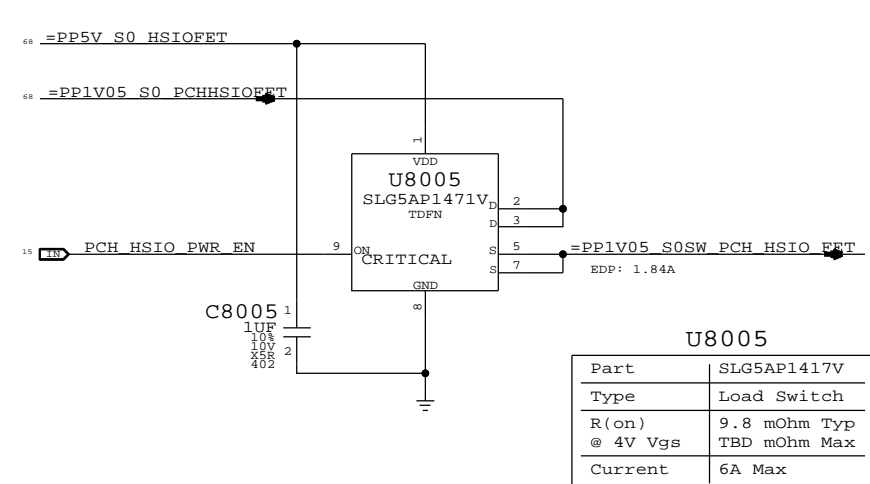 68 =PP5V_S0_HSIOFET
68 =PP1V05_S0_PCHHSIOFET
1
VDD
U8005
SLG5AP1471V
TDFN
D 2
D 3
15 IN PCH_HSIO_PWR_EN 9 ON
CRITICAL
S 5 =PP1V05_S0SW_PCH_HSIO_FET
S 7
EDP: 1.84A
GND
8
C8005 1
1UF
10%
10V
X5R
402
2
U8005
Part SLG5AP1417V
Type Load Switch
R(on) 9.8 mOhm Typ
@ 4V Vgs TBD mOhm Max
Current 6A Max